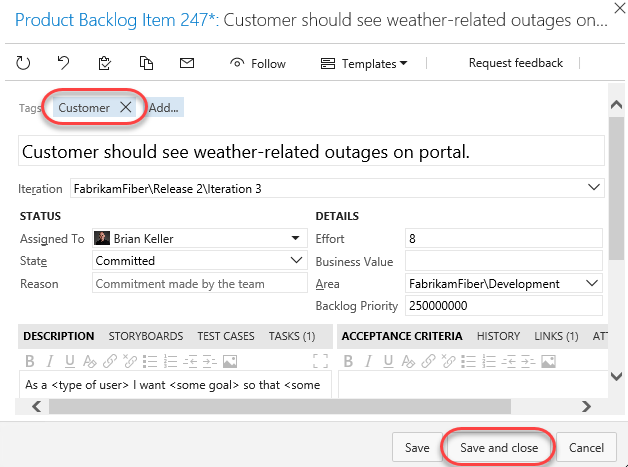 Product Backlog Item 247*: Customer should see weather-related outages on...
Follow Templates Request feedback
Tags Customer Add...
Customer should see weather-related outages on portal.
Iteration FabrikamFiber\Release 2\Iteration 3
STATUS DETAILS
Assigned To Brian Keller Effort 8
State Committed Business Value
Reason Commitment made by the team Area FabrikamFiber\Development
Backlog Priority 250000000
DESCRIPTION STORYBOARDS TEST CASES TASKS (1) ACCEPTANCE CRITERIA HISTORY LINKS (1) ATT
B I U B I U
As a <type of user> I want <some goal> so that <some
Save Save and close Cancel